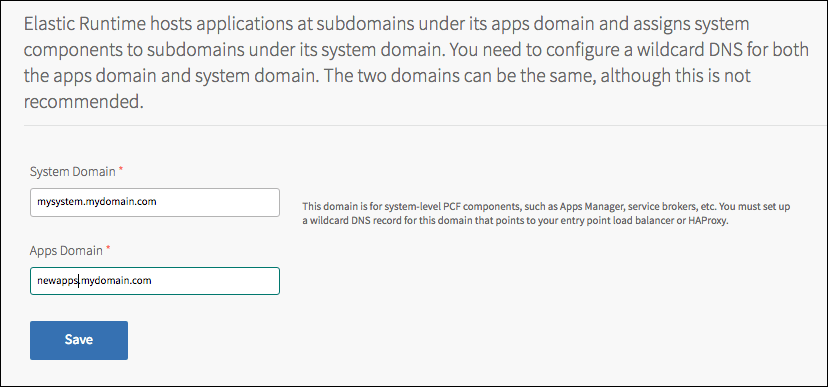 Elastic Runtime hosts applications at subdomains under its apps domain and assigns system
components to subdomains under its system domain. You need to configure a wildcard DNS for both
the apps domain and system domain. The two domains can be the same, although this is not
recommended.
System Domain *
mysystem.mydomain.com
This domain is for system-level PCF components, such as Apps Manager, service brokers, etc. You must set up
a wildcard DNS record for this domain that points to your entry point load balancer or HAProxy.
Apps Domain *
newapps.mydomain.com
Save